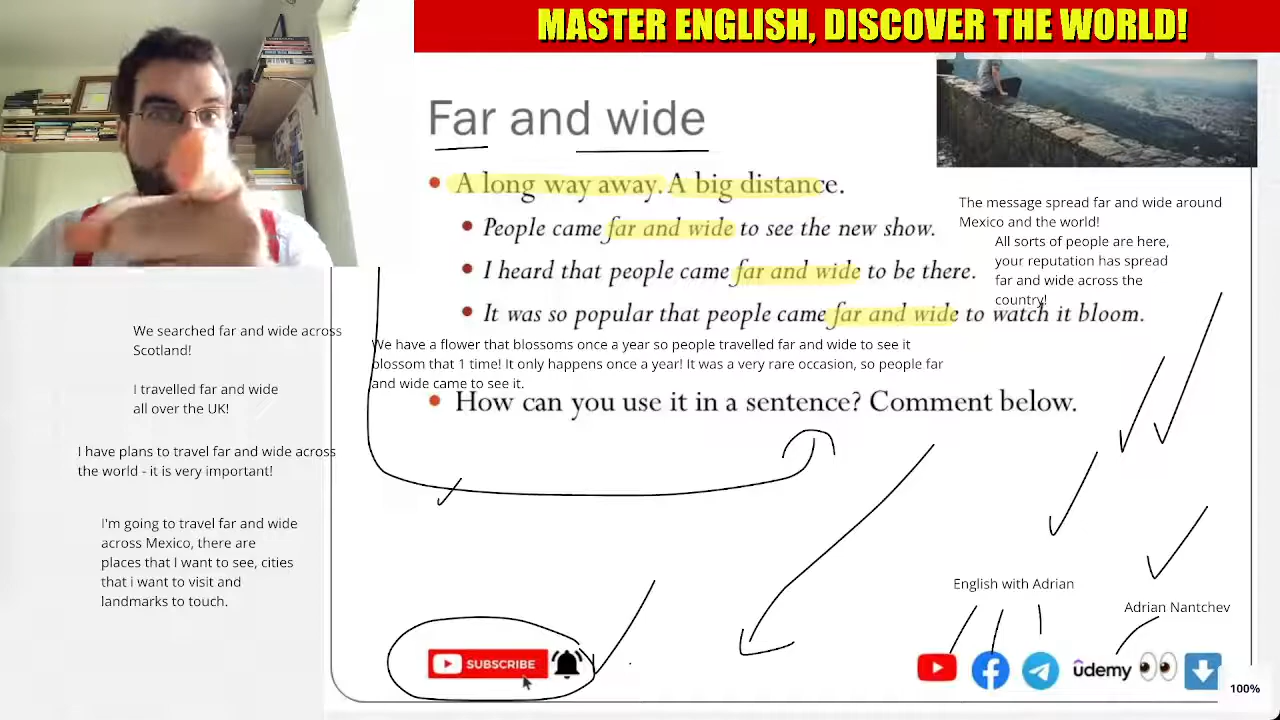 MASTER ENGLISH, DISCOVER THE WORLD!
Far and wide
A long way away. A big distance.
People came far and wide to see the new show.
I heard that people came far and wide to be there.
It was so popular that people came far and wide to watch it bloom.
The message spread far and wide around
Mexico and the world!
All sorts of people are here,
your reputation has spread
far and wide across the
country!
We have a flower that blossoms once a year so people travelled far and wide to see it
blossom that 1 time! It only happens once a year! It was a very rare occasion, so people far
and wide came to see it.
How can you use it in a sentence? Comment below.
We searched far and wide across
Scotland!
I travelled far and wide
all over the UK!
I have plans to travel far and wide across
the world - it is very important!
I'm going to travel far and wide
across Mexico, there are
places that I want to see, cities
that i want to visit and
landmarks to touch.
English with Adrian
Adrian Nantchev
SUBSCRIBE
udemy
100%